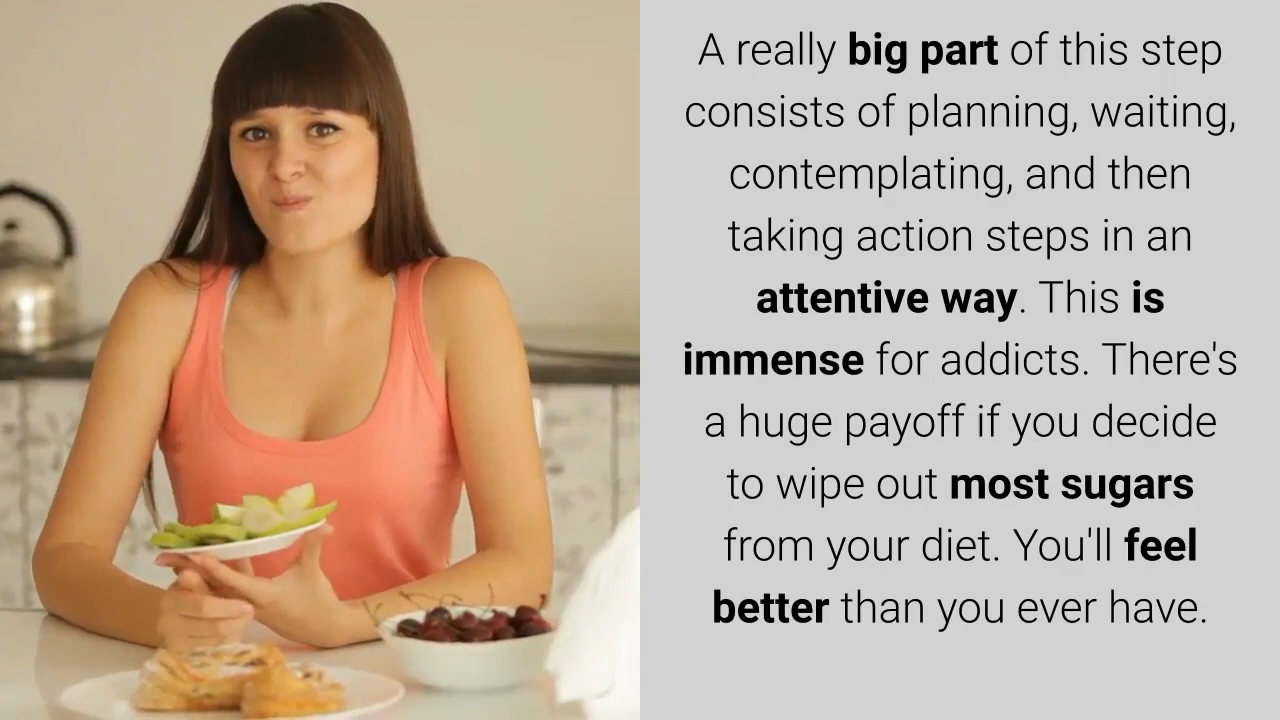 A really big part of this step
consists of planning, waiting,
contemplating, and then
taking action steps in an
attentive way. This is
immense for addicts. There's
a huge payoff if you decide
to wipe out most sugars
from your diet. You'll feel
better than you ever have.